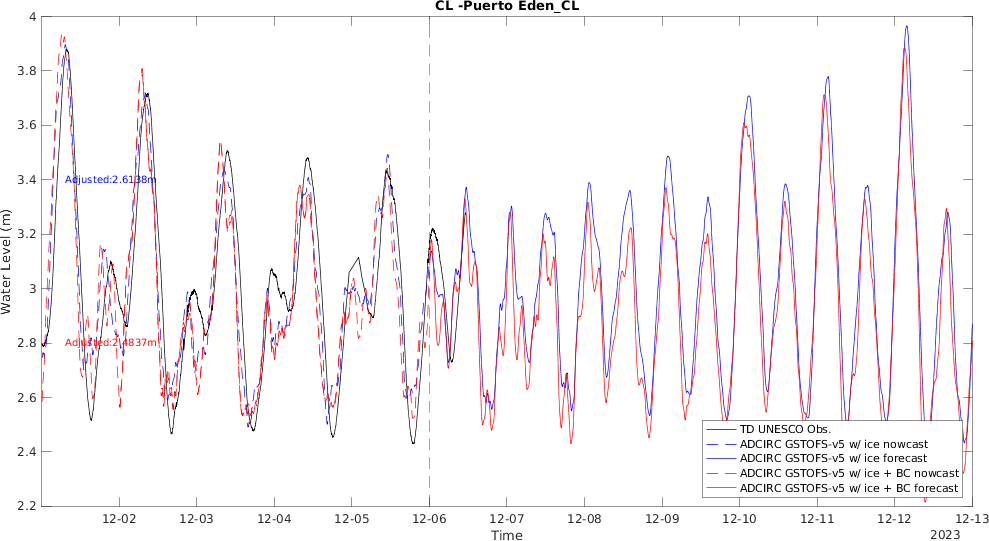 CL -Puerto Eden_CL
4
3.8
3.6
3.4
3.2
3
2.8
2.6
2.4
2.2
Water Level (m)
Adjusted:2.6138m
Adjusted:2.4837m
TD UNESCO Obs.
ADCIRC GSTOFS-v5 w/ ice nowcast
ADCIRC GSTOFS-v5 w/ ice forecast
ADCIRC GSTOFS-v5 w/ ice + BC nowcast
ADCIRC GSTOFS-v5 w/ ice + BC forecast
12-02 12-03 12-04 12-05 12-06 12-07 12-08 12-09 12-10 12-11 12-12 12-13
Time 2023